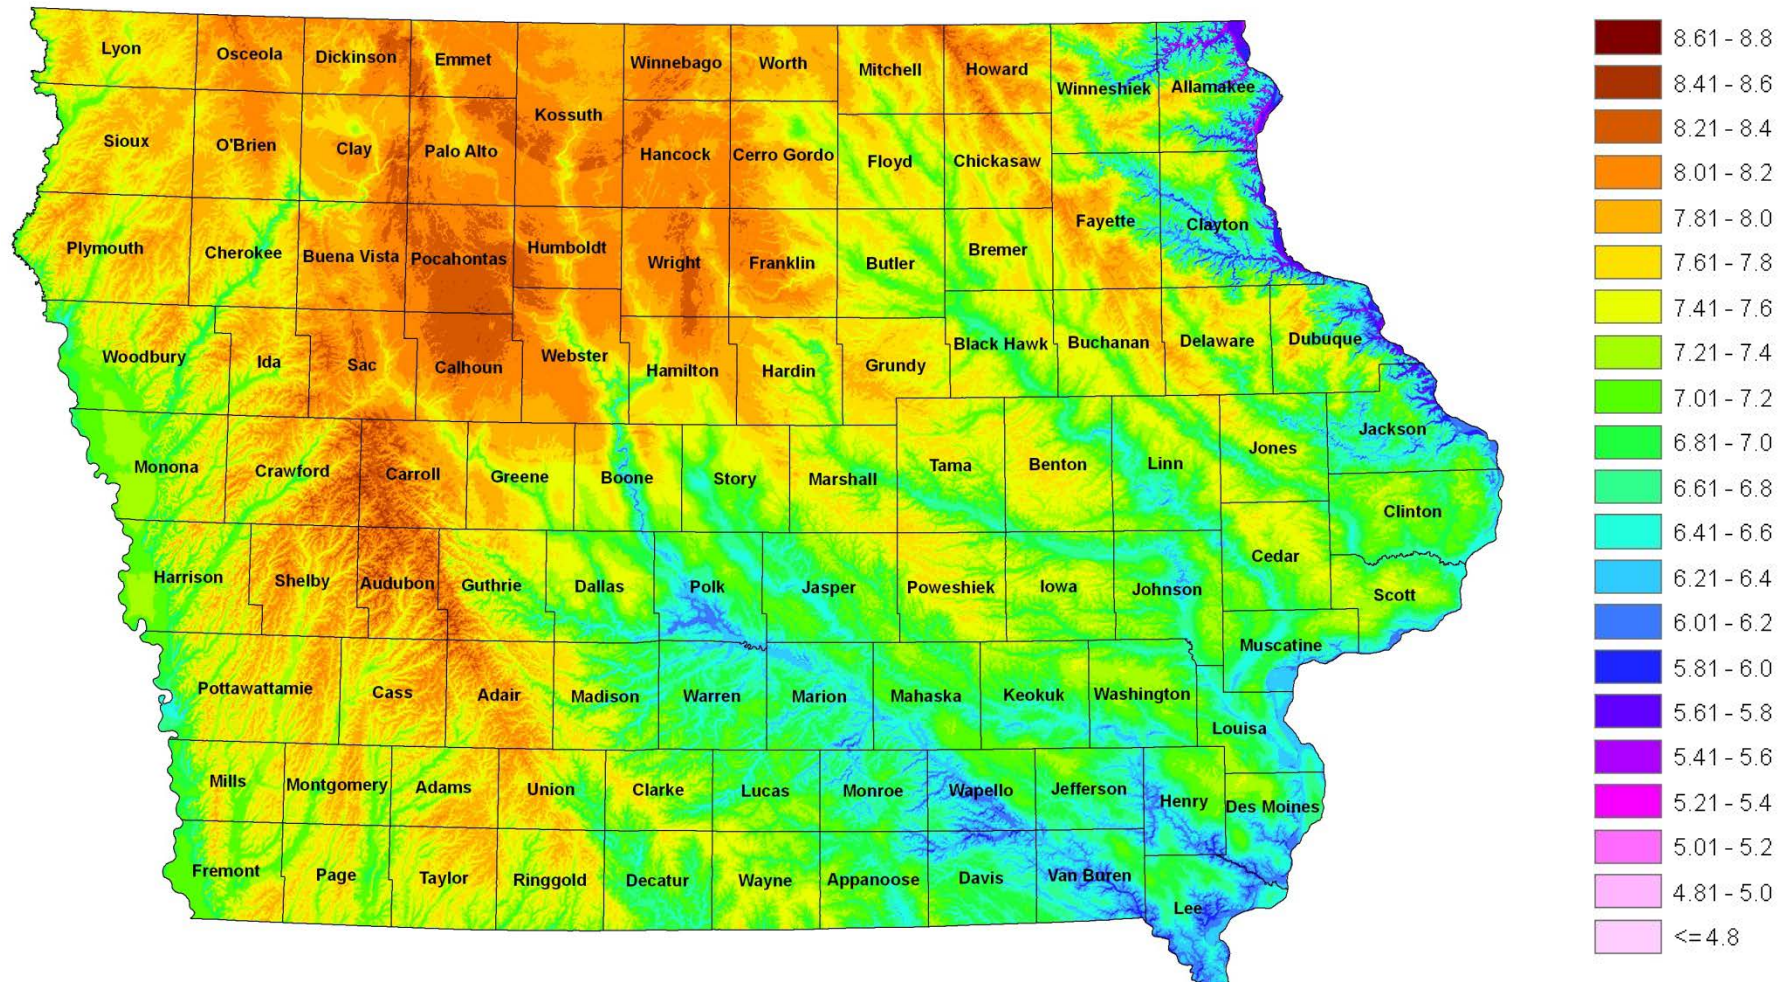 Lyon
Osceola
Dickinson
Emmet
Winnebago
Worth
Mitchell
Howard
Winneshiek
Allamakee
Kossuth
Sioux
O'Brien
Clay
Palo Alto
Hancock
Cerro Gordo
Floyd
Chickasaw
Fayette
Clayton
Plymouth
Cherokee
Buena Vista
Pocahontas
Humboldt
Wright
Franklin
Butler
Bremer
Woodbury
Ida
Sac
Calhoun
Webster
Hamilton
Hardin
Grundy
Black Hawk
Buchanan
Delaware
Dubuque
Monona
Crawford
Carroll
Greene
Boone
Story
Marshall
Tama
Benton
Linn
Jones
Jackson
Clinton
Harrison
Shelby
Audubon
Guthrie
Dallas
Polk
Jasper
Poweshiek
Iowa
Johnson
Cedar
Scott
Muscatine
Pottawattamie
Cass
Adair
Madison
Warren
Marion
Mahaska
Keokuk
Washington
Louisa
Mills
Montgomery
Adams
Union
Clarke
Lucas
Monroe
Wapello
Jefferson
Henry
Des Moines
Fremont
Page
Taylor
Ringgold
Decatur
Wayne
Appanoose
Davis
Van Buren
Lee
8.61 - 8.8
8.41 - 8.6
8.21 - 8.4
8.01 - 8.2
7.81 - 8.0
7.61 - 7.8
7.41 - 7.6
7.21 - 7.4
7.01 - 7.2
6.81 - 7.0
6.61 - 6.8
6.41 - 6.6
6.21 - 6.4
6.01 - 6.2
5.81 - 6.0
5.61 - 5.8
5.41 - 5.6
5.21 - 5.4
5.01 - 5.2
4.81 - 5.0
<= 4.8